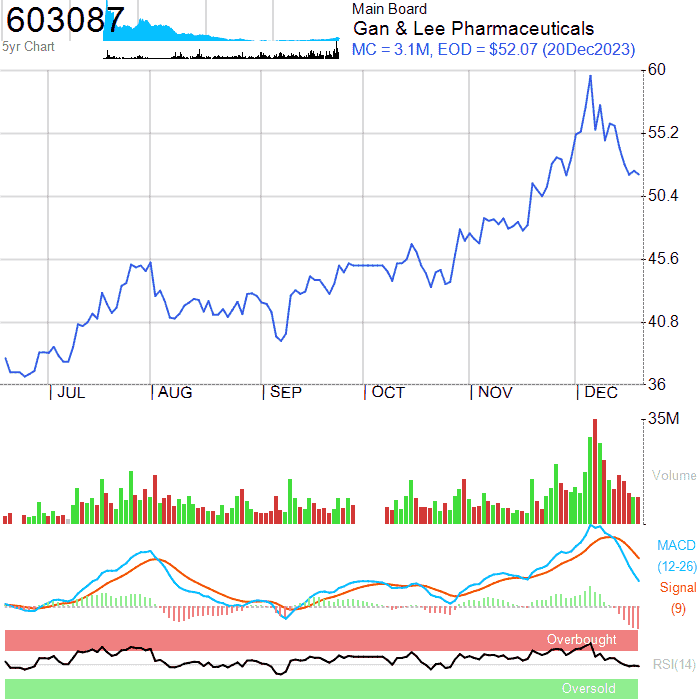 603087
5yr Chart
Main Board
Gan & Lee Pharmaceuticals
MC = 3.1M, EOD = $52.07 (20Dec2023)
60
55.2
50.4
45.6
40.8
36
JUL AUG SEP OCT NOV DEC
35M
Volume
MACD
(12-26)
Signal
(9)
Overbought
RSI(14)
Oversold